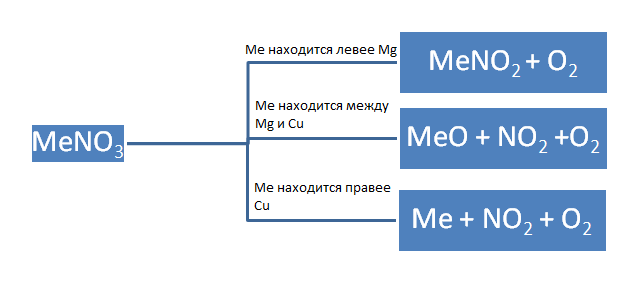 Ме находится левее Mg
MeNO₂ + O₂
Ме находится между
Mg и Cu
MeNO₃
MeO + NO₂ +O₂
Ме находится правее
Cu
Me + NO₂ + O₂